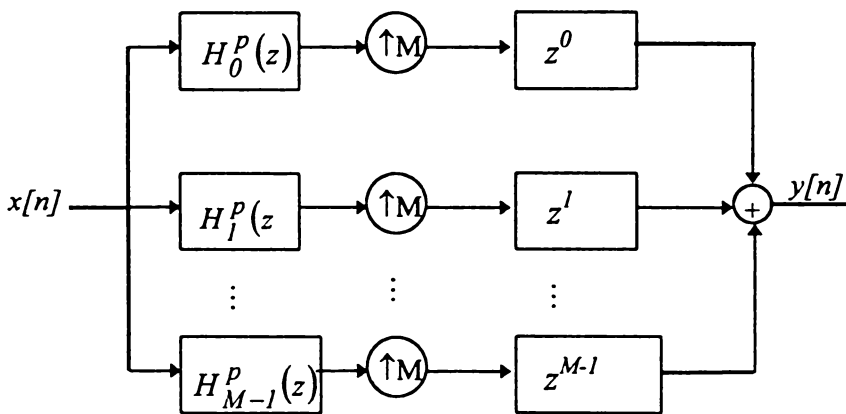 H_0^p(z) ↑M z^0
x[n] H_1^p(z ↑M z^1 + y[n]
⋮ ⋮ ⋮
H_{M-1}^p(z) ↑M z^{M-1}